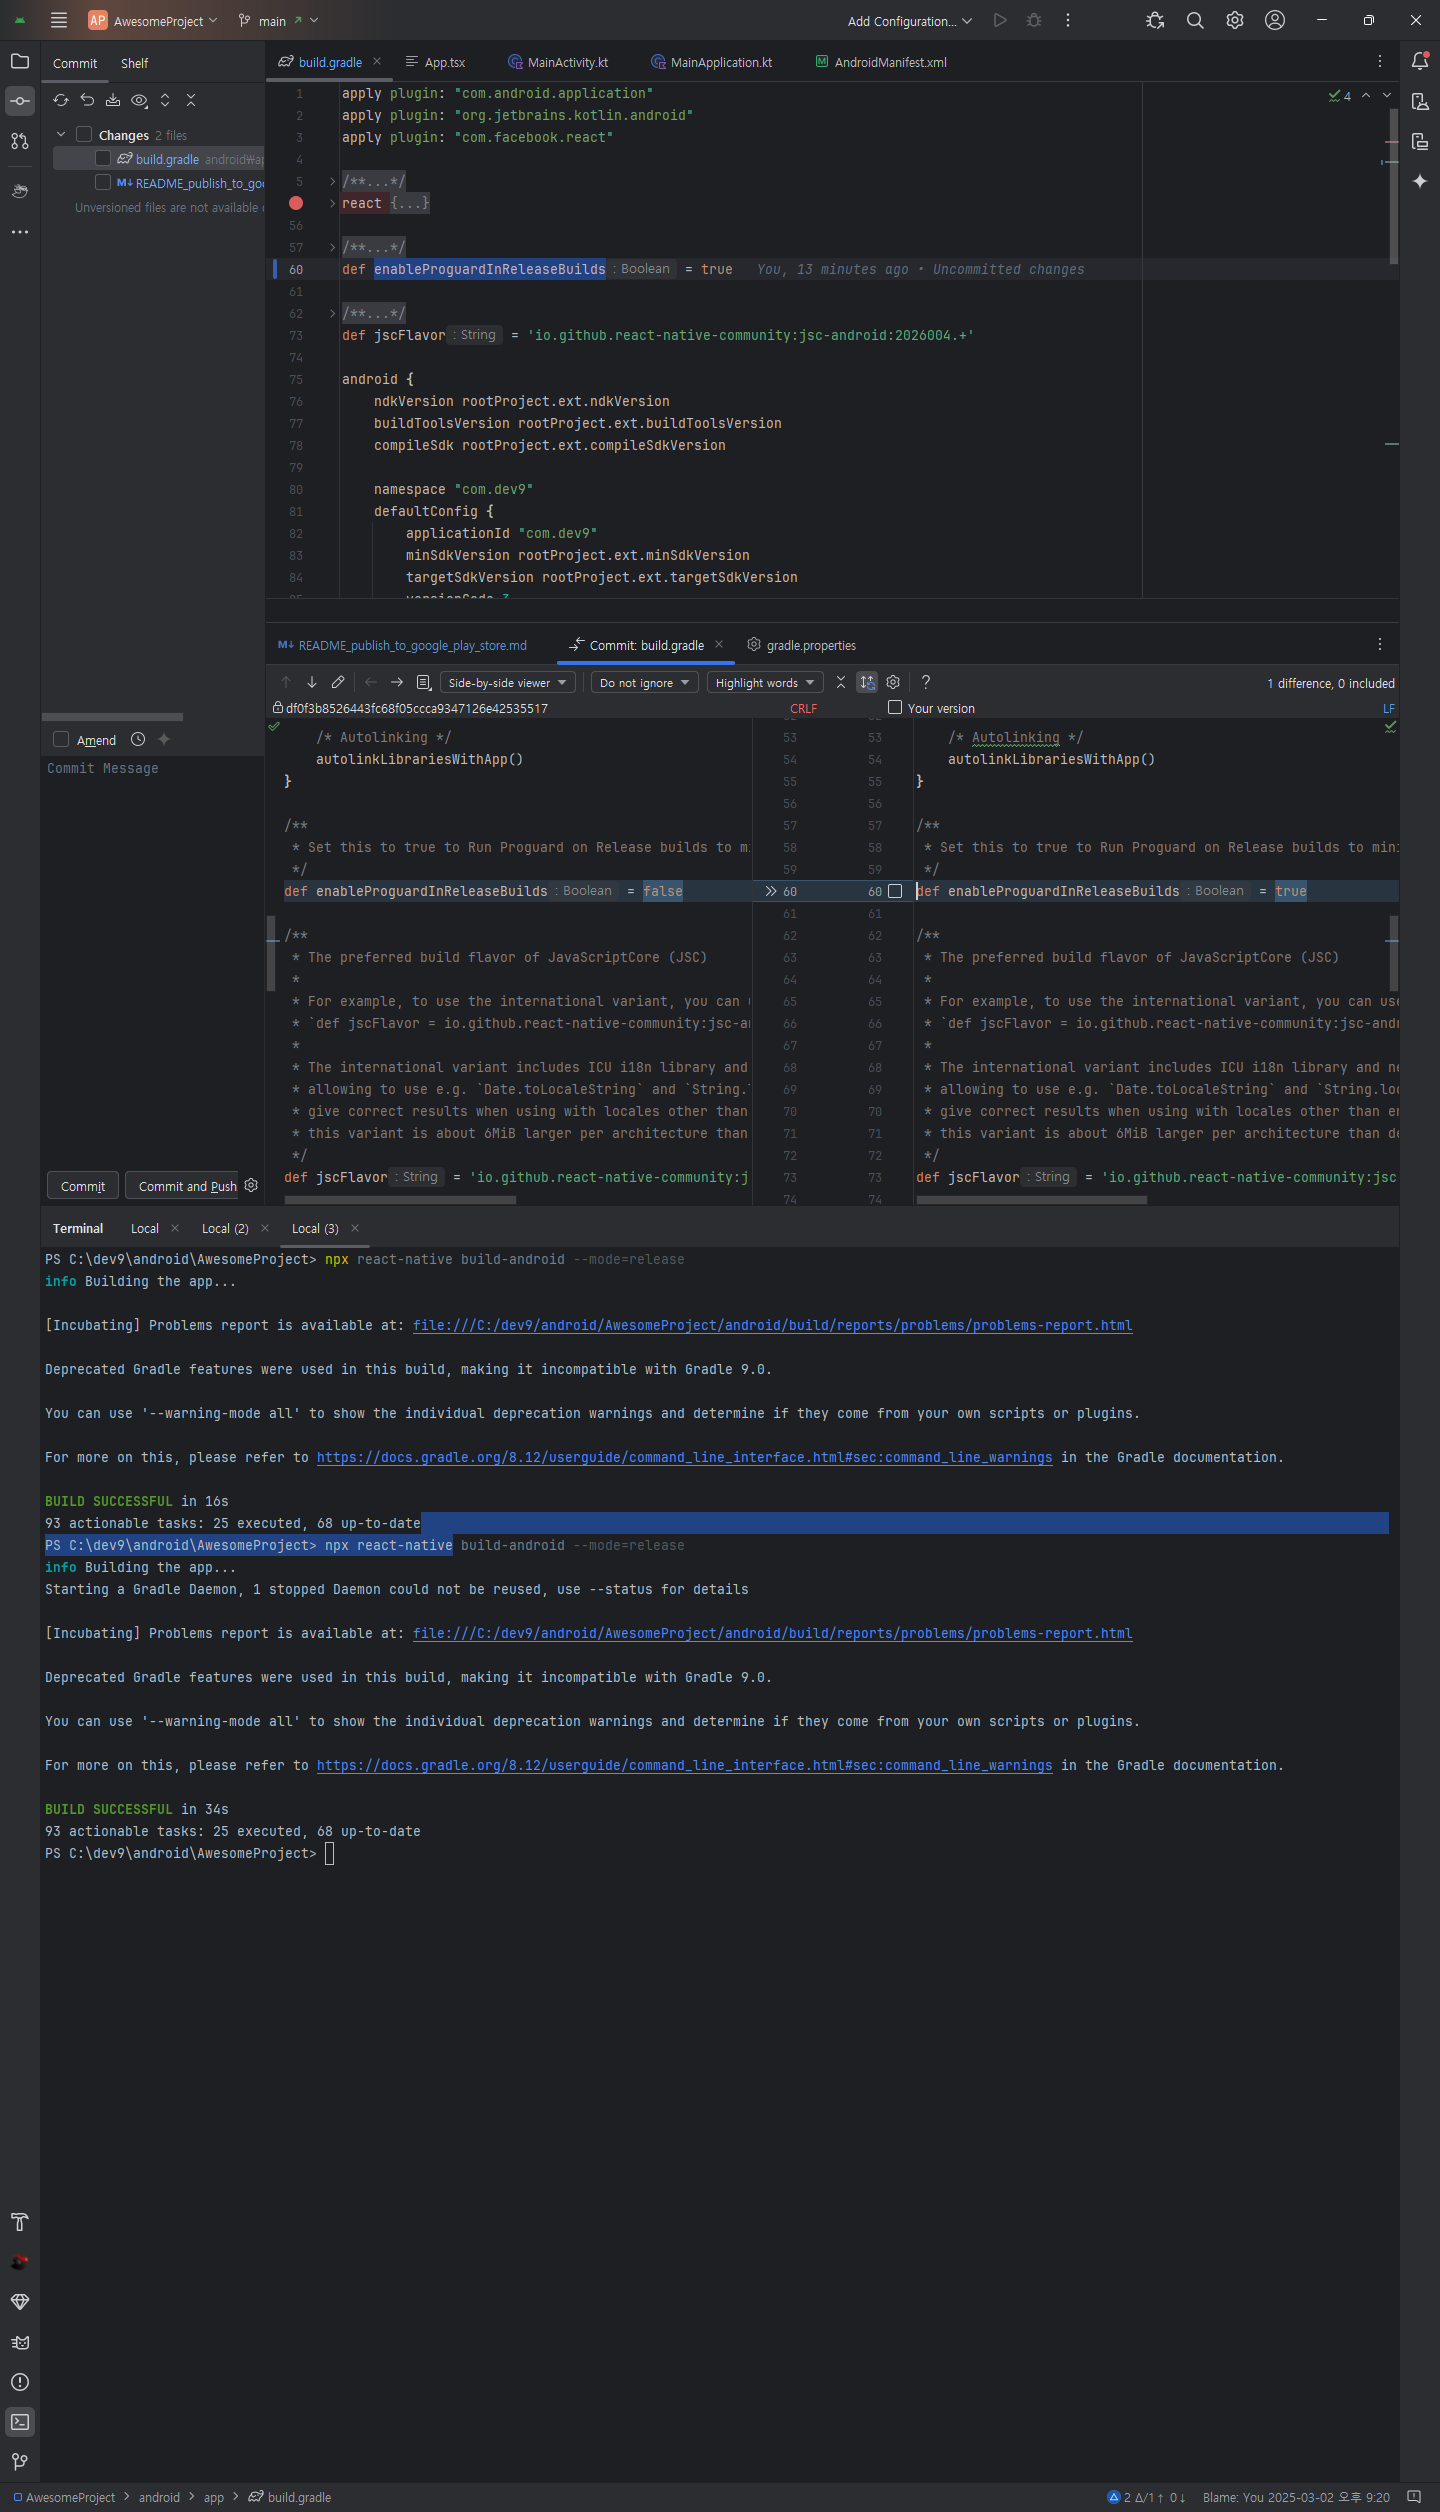 AP AwesomeProject main Add Configuration...
Commit Shelf
Changes 2 files
build.gradle android₩ap
README_publish_to_goo
Unversioned files are not available
Amend
Commit Message
Commit
Commit and Push
build.gradle App.tsx MainActivity.kt MainApplication.kt AndroidManifest.xml
4
1 apply plugin: "com.android.application"
2 apply plugin: "org.jetbrains.kotlin.android"
3 apply plugin: "com.facebook.react"
4
5 /**...*/
react {...}
56
57 /**...*/
60 def enableProguardInReleaseBuilds : Boolean = true You, 13 minutes ago • Uncommitted changes
61
62 /**...*/
73 def jscFlavor : String = 'io.github.react-native-community:jsc-android:2026004.+'
74
75 android {
76 ndkVersion rootProject.ext.ndkVersion
77 buildToolsVersion rootProject.ext.buildToolsVersion
78 compileSdk rootProject.ext.compileSdkVersion
79
80 namespace "com.dev9"
81 defaultConfig {
82 applicationId "com.dev9"
83 minSdkVersion rootProject.ext.minSdkVersion
84 targetSdkVersion rootProject.ext.targetSdkVersion
85 versionCode 3
README_publish_to_google_play_store.md Commit: build.gradle gradle.properties
Side-by-side viewer Do not ignore Highlight words ? 1 difference, 0 included
df0f3b8526443fc68f05ccca9347126e42535517 CRLF Your version LF
/* Autolinking */ 53 53 /* Autolinking */
autolinkLibrariesWithApp() 54 54 autolinkLibrariesWithApp()
} 55 55 }
56 56
/** 57 57 /**
* Set this to true to Run Proguard on Release builds to mi 58 58 * Set this to true to Run Proguard on Release builds to mini
*/ 59 59 */
def enableProguardInReleaseBuilds : Boolean = false 60 60 def enableProguardInReleaseBuilds : Boolean = true
61 61
/** 62 62 /**
* The preferred build flavor of JavaScriptCore (JSC) 63 63 * The preferred build flavor of JavaScriptCore (JSC)
* 64 64 *
* For example, to use the international variant, you can u 65 65 * For example, to use the international variant, you can use
* `def jscFlavor = io.github.react-native-community:jsc-an 66 66 * `def jscFlavor = io.github.react-native-community:jsc-andr
* 67 67 *
* The international variant includes ICU i18n library and 68 68 * The international variant includes ICU i18n library and ne
* allowing to use e.g. `Date.toLocaleString` and `String. 69 69 * allowing to use e.g. `Date.toLocaleString` and `String.loc
* give correct results when using with locales other than 70 70 * give correct results when using with locales other than en
* this variant is about 6MiB larger per architecture than 71 71 * this variant is about 6MiB larger per architecture than de
*/ 72 72 */
def jscFlavor : String = 'io.github.react-native-community:j 73 73 def jscFlavor : String = 'io.github.react-native-community:jsc
74 74
Terminal Local Local (2) Local (3)
PS C:\dev9\android\AwesomeProject> npx react-native build-android --mode=release
info Building the app...
[Incubating] Problems report is available at: file:///C:/dev9/android/AwesomeProject/android/build/reports/problems/problems-report.html
Deprecated Gradle features were used in this build, making it incompatible with Gradle 9.0.
You can use '--warning-mode all' to show the individual deprecation warnings and determine if they come from your own scripts or plugins.
For more on this, please refer to https://docs.gradle.org/8.12/userguide/command_line_interface.html#sec:command_line_warnings in the Gradle documentation.
BUILD SUCCESSFUL in 16s
93 actionable tasks: 25 executed, 68 up-to-date
PS C:\dev9\android\AwesomeProject> npx react-native build-android --mode=release
info Building the app...
Starting a Gradle Daemon, 1 stopped Daemon could not be reused, use --status for details
[Incubating] Problems report is available at: file:///C:/dev9/android/AwesomeProject/android/build/reports/problems/problems-report.html
Deprecated Gradle features were used in this build, making it incompatible with Gradle 9.0.
You can use '--warning-mode all' to show the individual deprecation warnings and determine if they come from your own scripts or plugins.
For more on this, please refer to https://docs.gradle.org/8.12/userguide/command_line_interface.html#sec:command_line_warnings in the Gradle documentation.
BUILD SUCCESSFUL in 34s
93 actionable tasks: 25 executed, 68 up-to-date
PS C:\dev9\android\AwesomeProject>
AwesomeProject > android > app > build.gradle 2 ∆/1↑ 0↓ Blame: You 2025-03-02 오후 9:20